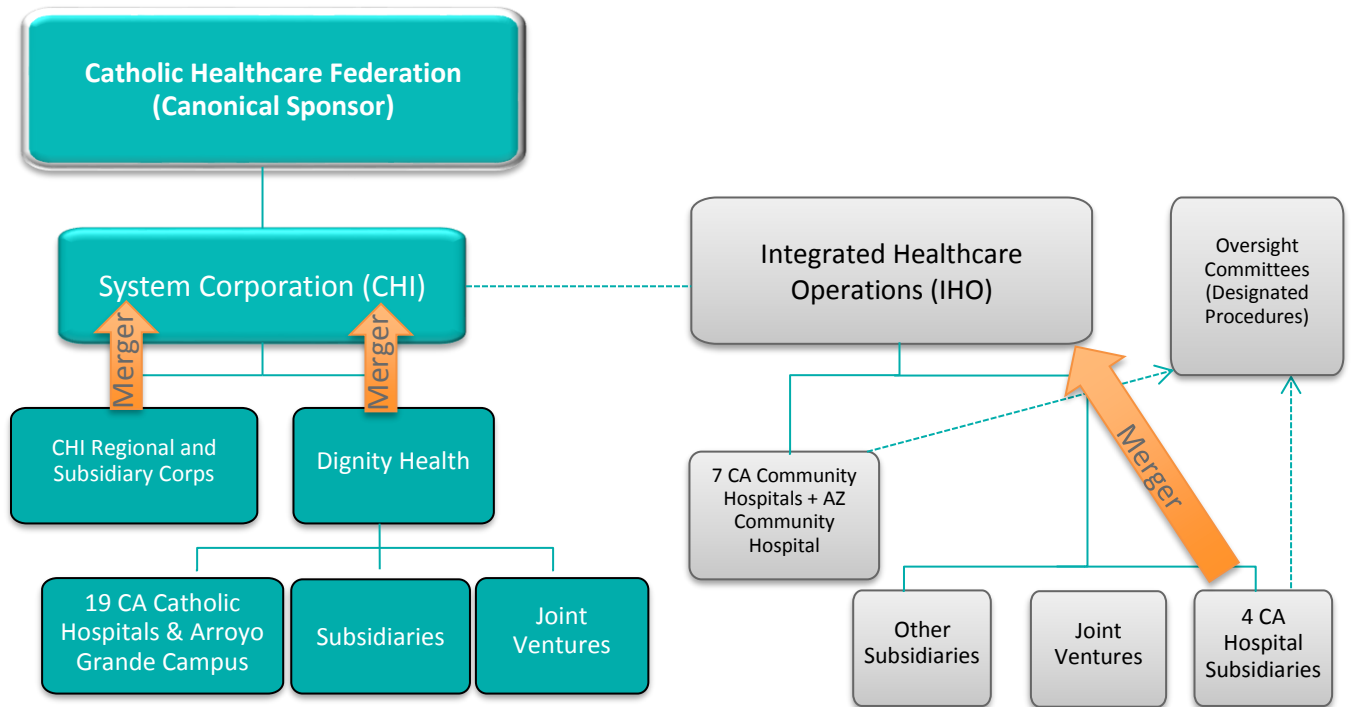 Catholic Healthcare Federation
(Canonical Sponsor)
System Corporation (CHI)
Integrated Healthcare
Operations (IHO)
Oversight
Committees
(Designated
Procedures)
Merger
Merger
CHI Regional and
Subsidiary Corps
Dignity Health
7 CA Community
Hospitals + AZ
Community
Hospital
Merger
19 CA Catholic
Hospitals & Arroyo
Grande Campus
Subsidiaries
Joint
Ventures
Other
Subsidiaries
Joint
Ventures
4 CA
Hospital
Subsidiaries